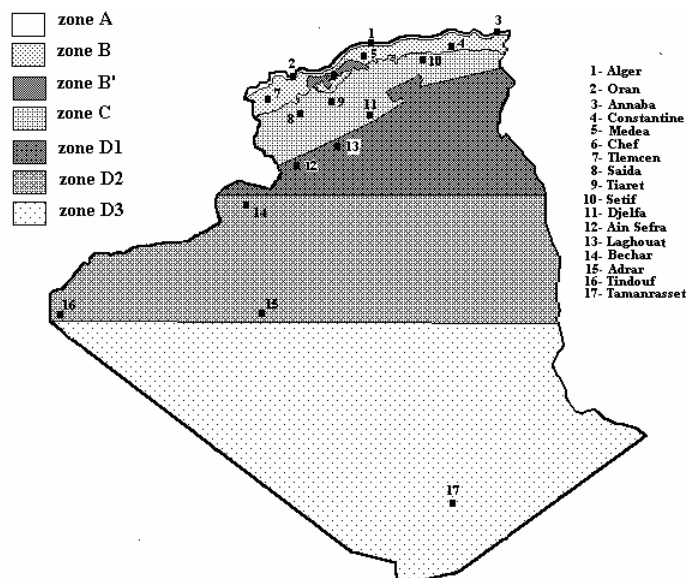 zone A
zone B
zone B'
zone C
zone D1
zone D2
zone D3
1- Alger
2- Oran
3- Annaba
4- Constantine
5- Medea
6- Chef
7- Tlemcen
8- Saida
9- Tiaret
10- Setif
11- Djelfa
12- Ain Sefra
13- Laghouat
14- Bechar
15- Adrar
16- Tindouf
17- Tamanrasset
1
3
2
4
5
10
7
9
8
11
13
12
14
16
15
17